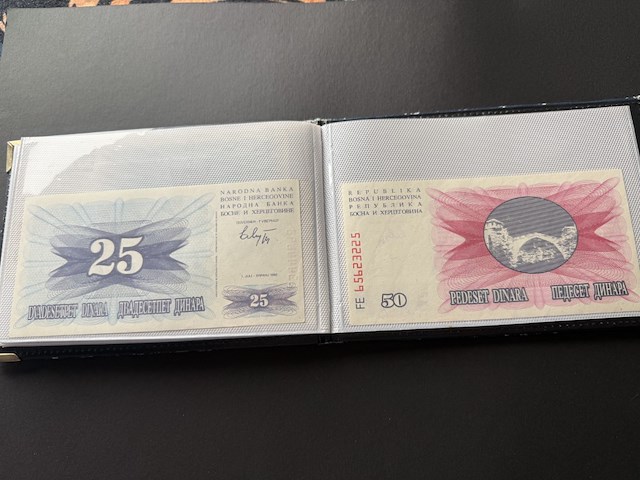 NARODNA BANKA
BOSNE I HERCEGOVINE
НАРОДНА БАНКА
БОСНЕ И ХЕРЦЕГОВИНЕ
25
25
DVADESETPET DINARA ДВАДЕСЕТПЕТ ДИНАРА
REPUBLIKA
BOSNA I HERCEGOVINA
РЕПУБЛИКА
БОСНА И ХЕРЦЕГОВИНА
FE 65623225
50
PEDESET DINARA ПЕДЕСЕТ ДИНАРА